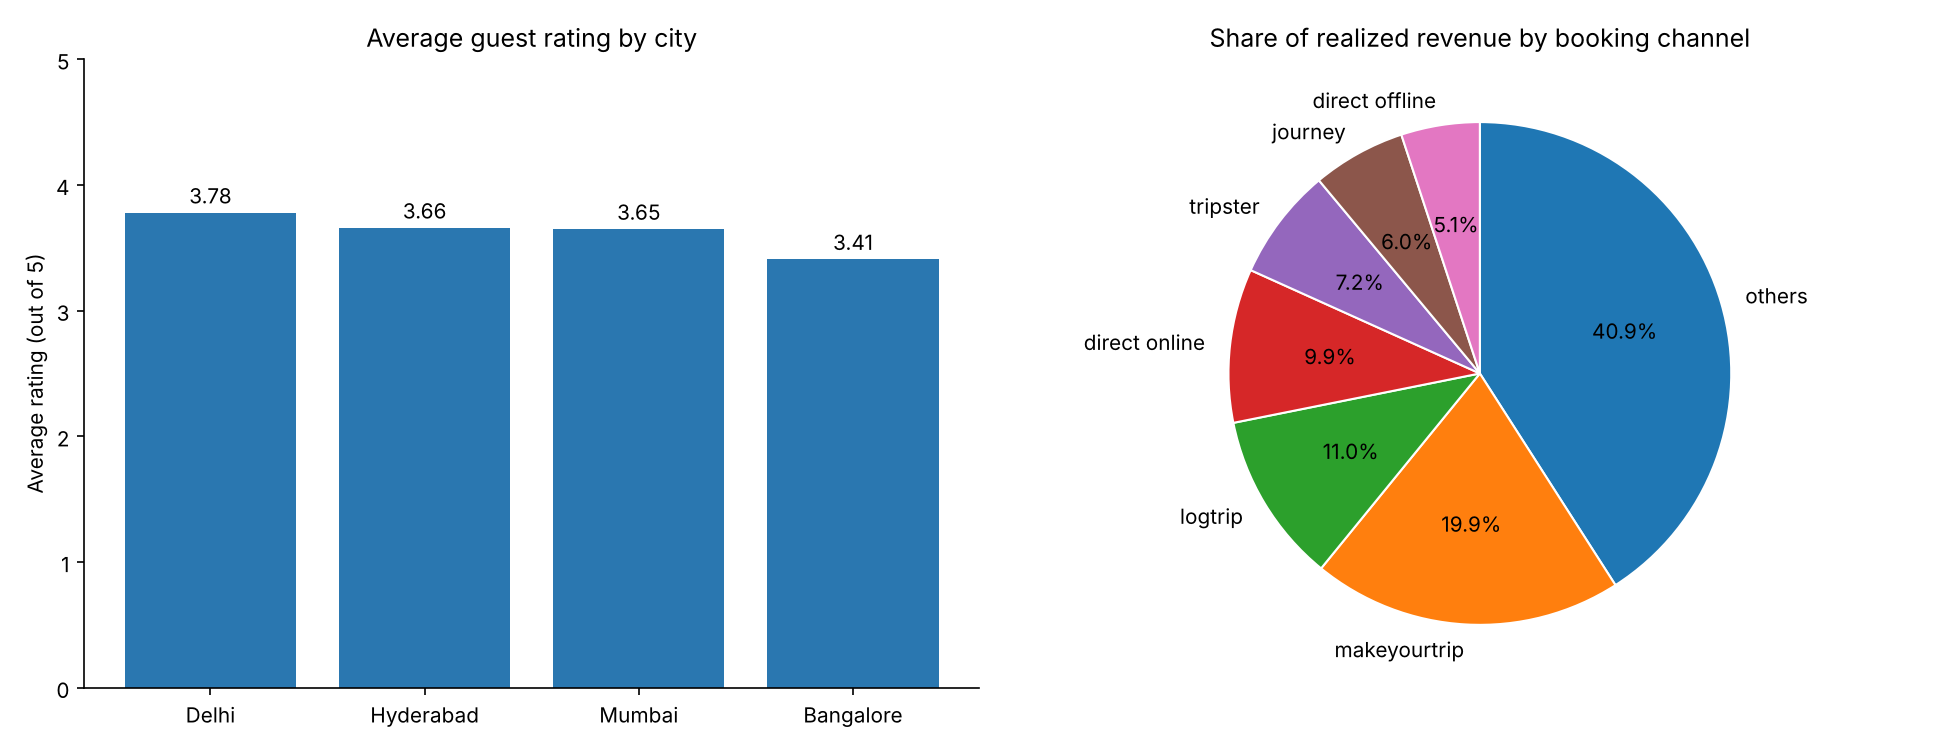 Average guest rating by city
Average rating (out of 5)
5
4
3
2
1
0
3.78
3.66
3.65
3.41
Delhi
Hyderabad
Mumbai
Bangalore
Share of realized revenue by booking channel
direct offline
journey
tripster
direct online
logtrip
makeyourtrip
others
5.1%
6.0%
7.2%
9.9%
11.0%
19.9%
40.9%